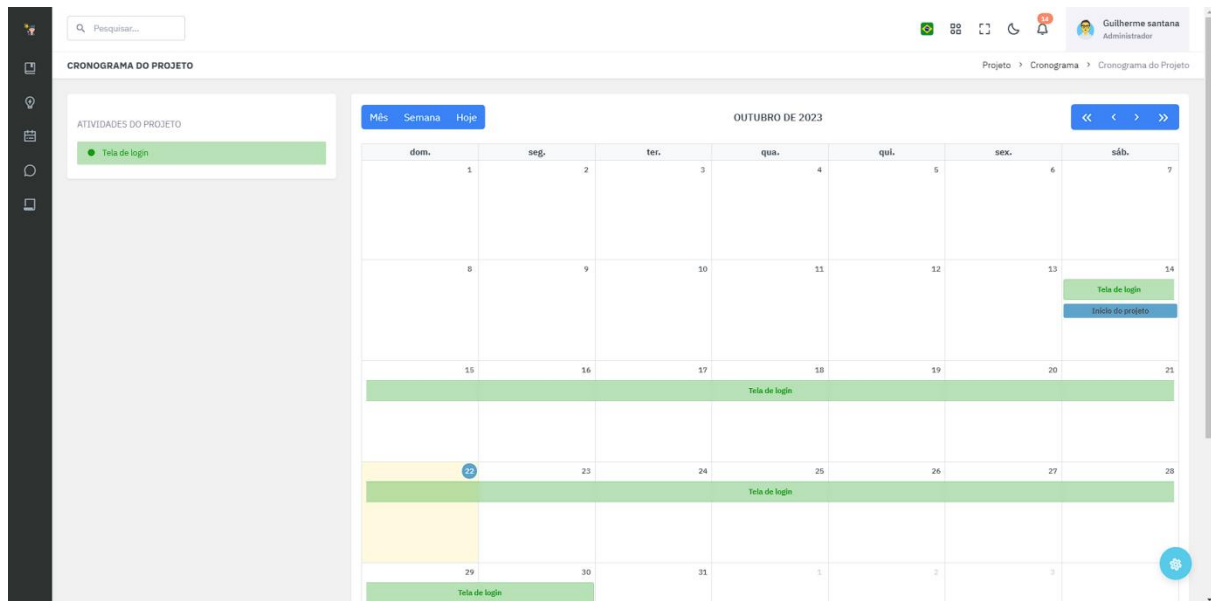 Pesquisar...
14
Guilherme santana
Administrador
CRONOGRAMA DO PROJETO
Projeto > Cronograma > Cronograma do Projeto
ATIVIDADES DO PROJETO
Tela de login
Mês Semana Hoje
OUTUBRO DE 2023
dom. seg. ter. qua. qui. sex. sáb.
1 2 3 4 5 6 7
8 9 10 11 12 13 14
Tela de login
Início do projeto
15 16 17 18 19 20 21
Tela de login
22 23 24 25 26 27 28
Tela de login
29 30 31 1 2 3
Tela de login